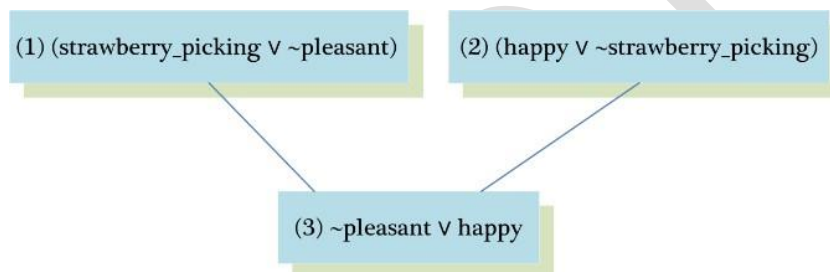 (1) (strawberry_picking ∨ ~pleasant)
(2) (happy ∨ ~strawberry_picking)
(3) ~pleasant ∨ happy